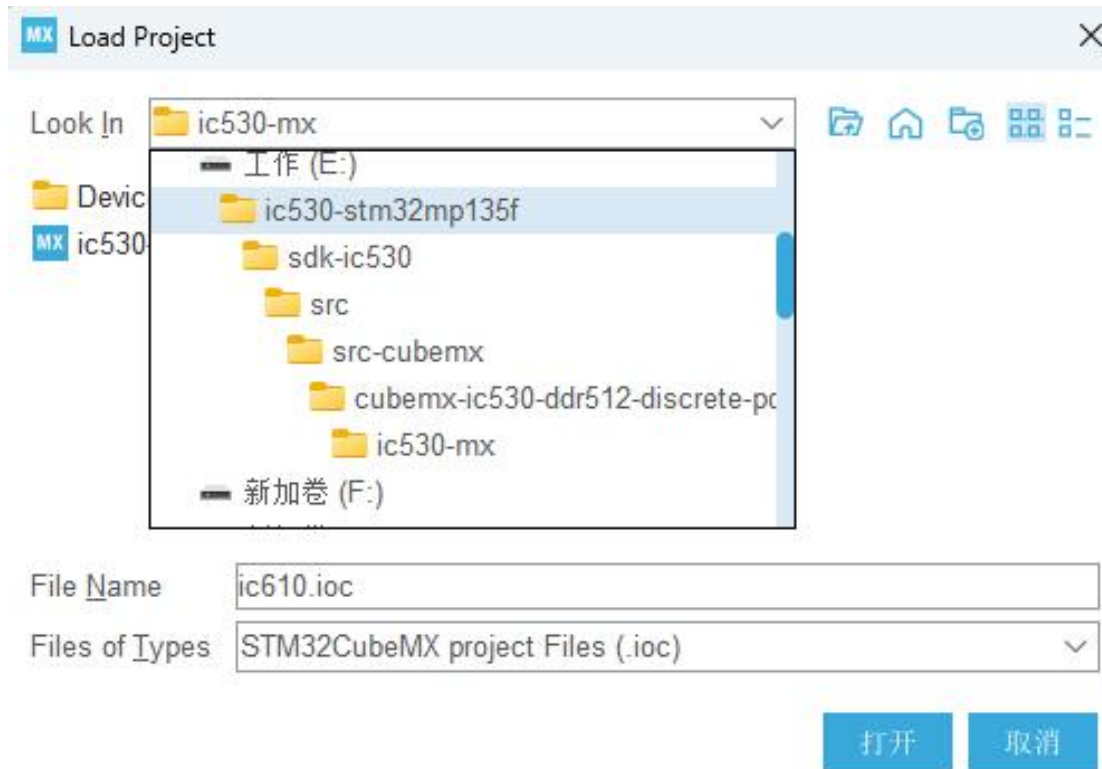 MX Load Project
Look In ic530-mx
工作 (E:)
Devic
ic530-stm32mp135f
MX ic530-
sdk-ic530
src
src-cubemx
cubemx-ic530-ddr512-discrete-po
ic530-mx
新加卷 (F:)
File Name ic610.ioc
Files of Types STM32CubeMX project Files (.ioc)
打开 取消